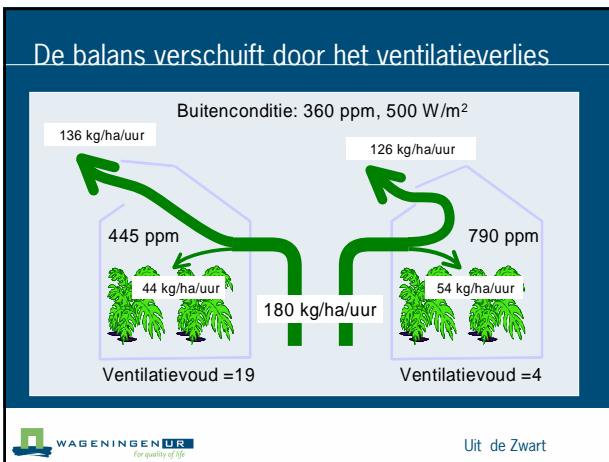 De balans verschuift door het ventilatieverlies
Buitenconditie: 360 ppm, 500 W/m²
136 kg/ha/uur
126 kg/ha/uur
445 ppm
790 ppm
44 kg/ha/uur
54 kg/ha/uur
180 kg/ha/uur
Ventilatievoud =19
Ventilatievoud =4
WAGENINGEN UR
For quality of life
Uit de Zwart